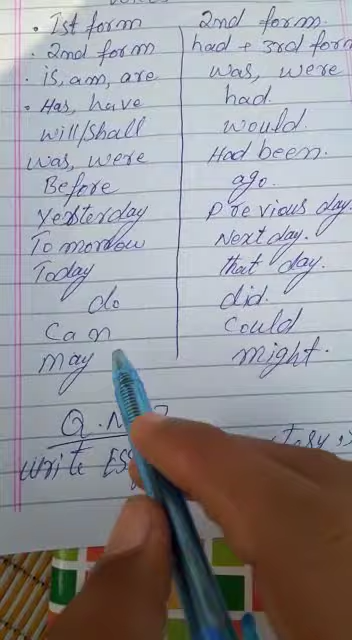 1st form 2nd form.
2nd form had + 3rd form
is, am, are was, were
Has, have had.
will/shall would.
was, were Had been.
Before ago.
Yesterday Previous day.
Tomorrow Next day.
Today that day.
do did.
Can Could
May might.
Q.N
Write